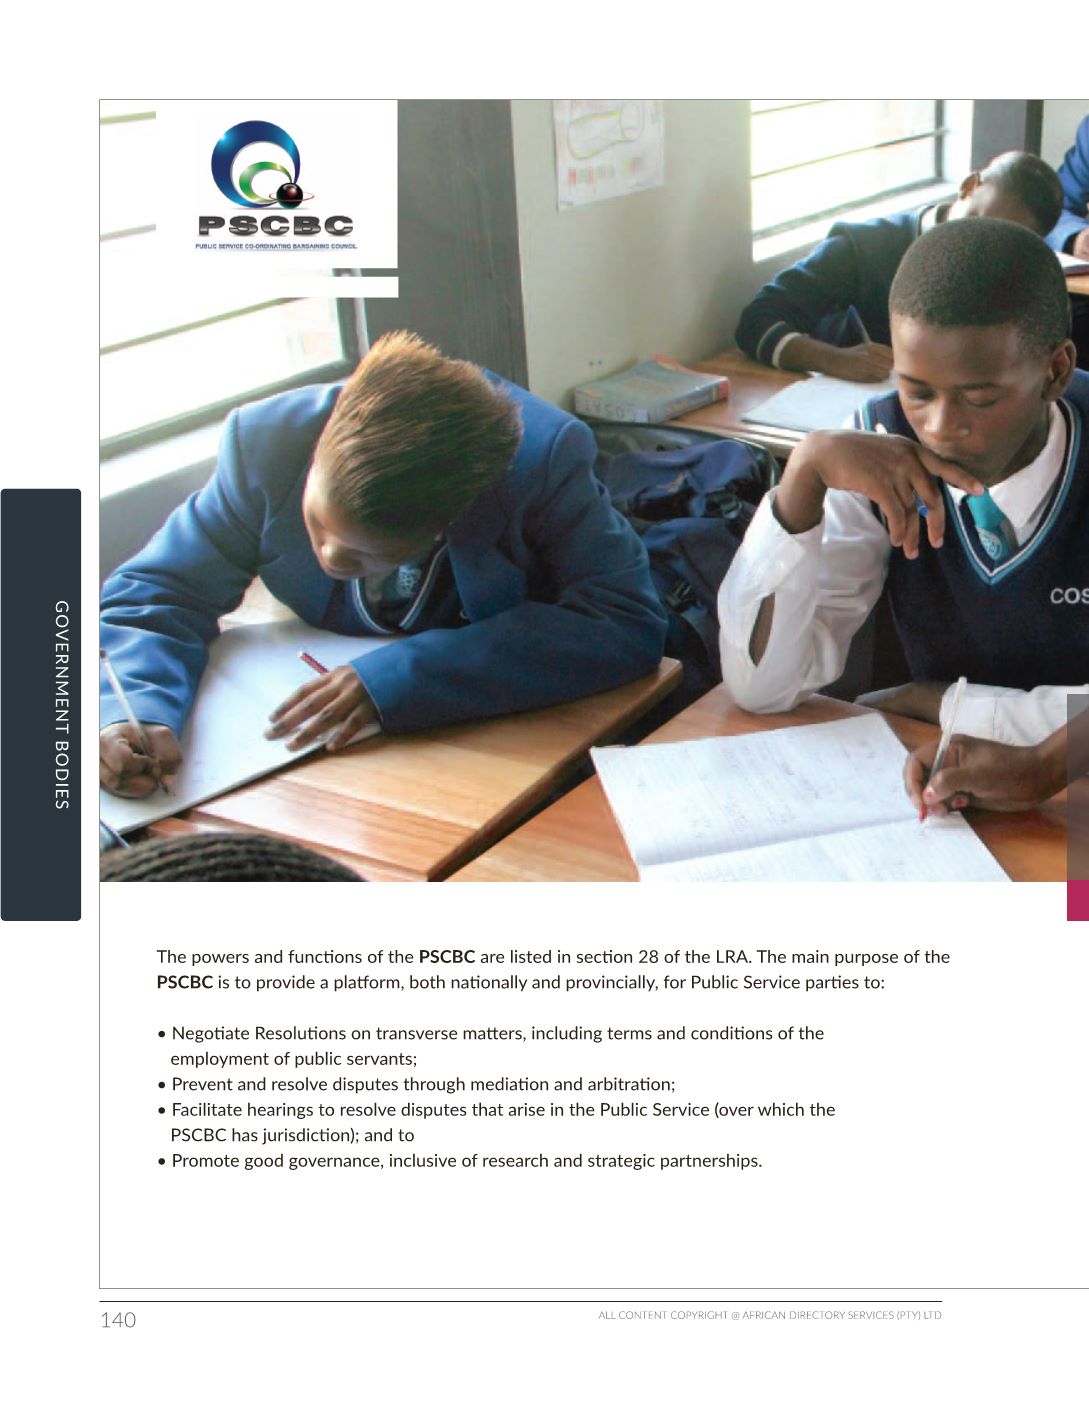 PSCBC
PUBLIC SERVICE CO-ORDINATING BARGAINING COUNCIL
COS
GOVERNMENT BODIES
The powers and functions of the PSCBC are listed in section 28 of the LRA. The main purpose of the
PSCBC is to provide a platform, both nationally and provincially, for Public Service parties to:
• Negotiate Resolutions on transverse matters, including terms and conditions of the
employment of public servants;
• Prevent and resolve disputes through mediation and arbitration;
• Facilitate hearings to resolve disputes that arise in the Public Service (over which the
PSCBC has jurisdiction); and to
• Promote good governance, inclusive of research and strategic partnerships.
140
ALL CONTENT COPYRIGHT @ AFRICAN DIRECTORY SERVICES (PTY) LTD